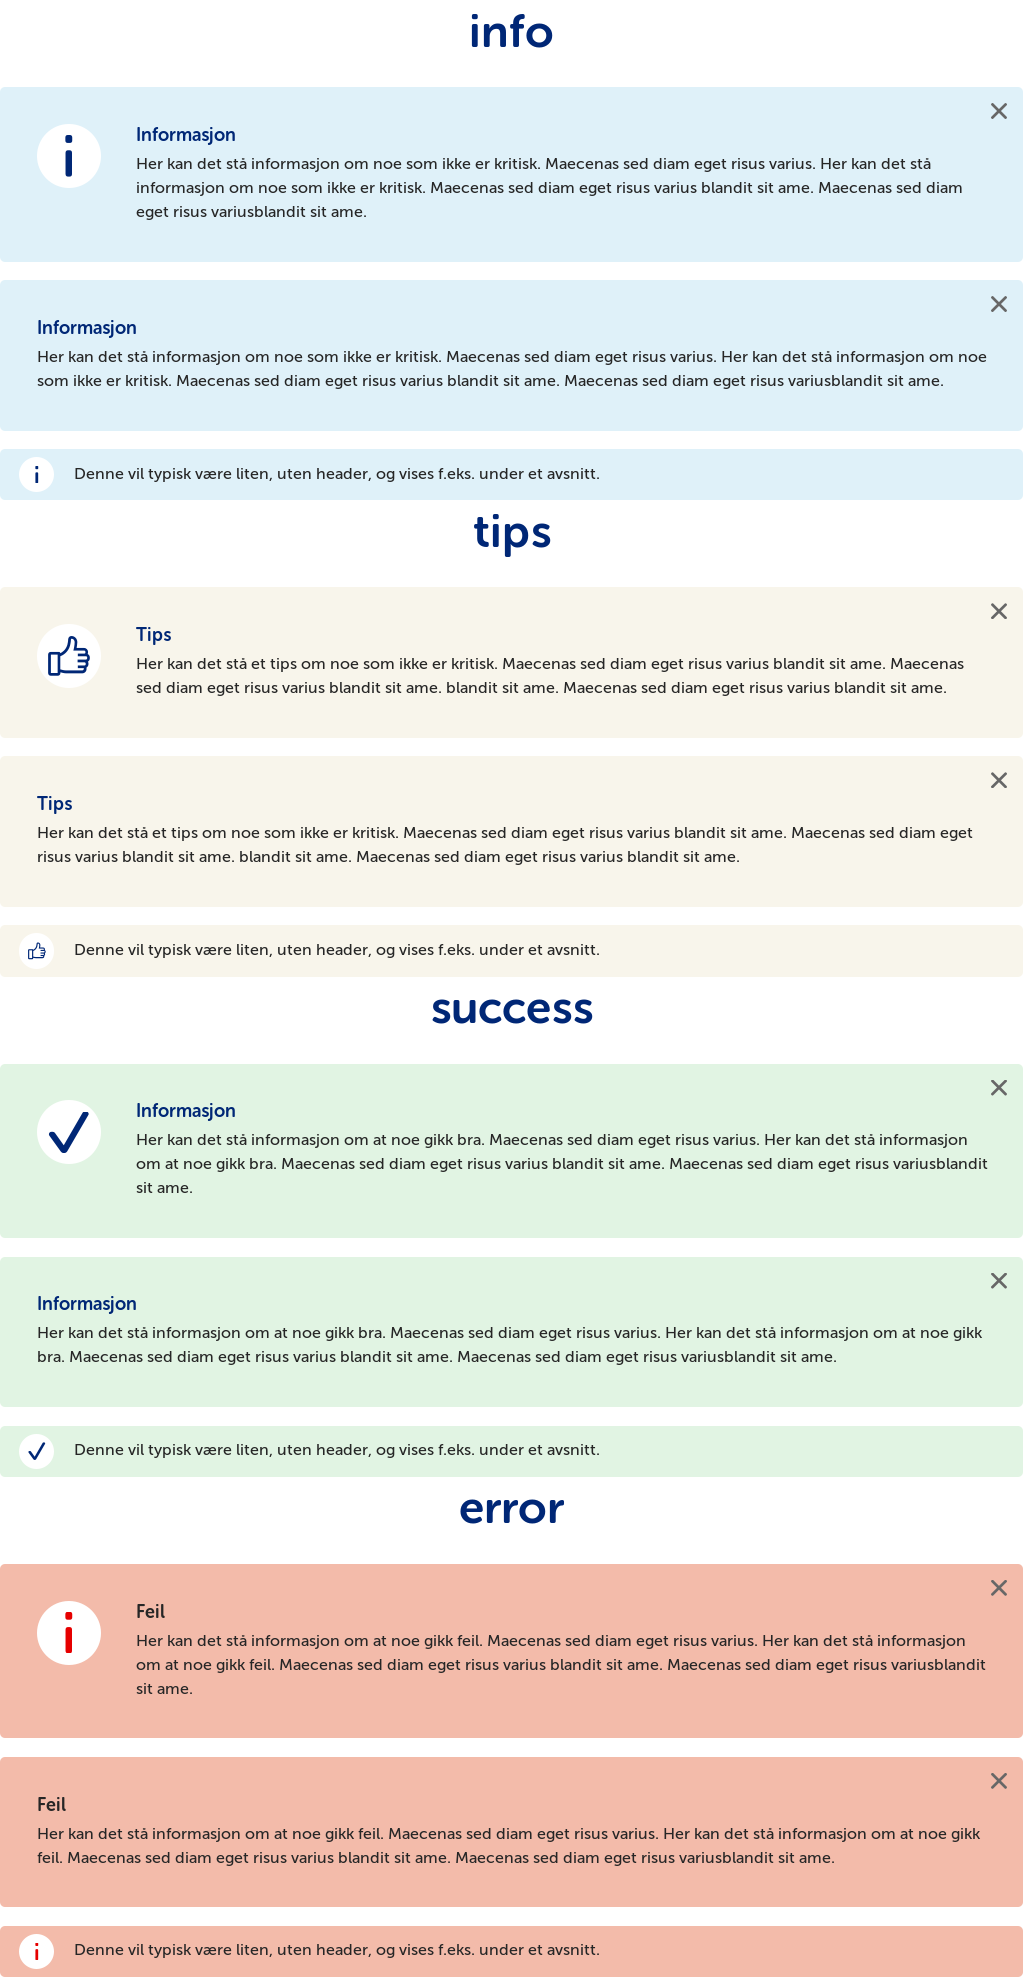 info
Informasjon
Her kan det stå informasjon om noe som ikke er kritisk. Maecenas sed diam eget risus varius. Her kan det stå
informasjon om noe som ikke er kritisk. Maecenas sed diam eget risus varius blandit sit ame. Maecenas sed diam
eget risus variusblandit sit ame.
Informasjon
Her kan det stå informasjon om noe som ikke er kritisk. Maecenas sed diam eget risus varius. Her kan det stå informasjon om noe
som ikke er kritisk. Maecenas sed diam eget risus varius blandit sit ame. Maecenas sed diam eget risus variusblandit sit ame.
Denne vil typisk være liten, uten header, og vises f.eks. under et avsnitt.
tips
Tips
Her kan det stå et tips om noe som ikke er kritisk. Maecenas sed diam eget risus varius blandit sit ame. Maecenas
sed diam eget risus varius blandit sit ame. blandit sit ame. Maecenas sed diam eget risus varius blandit sit ame.
Tips
Her kan det stå et tips om noe som ikke er kritisk. Maecenas sed diam eget risus varius blandit sit ame. Maecenas sed diam eget
risus varius blandit sit ame. blandit sit ame. Maecenas sed diam eget risus varius blandit sit ame.
Denne vil typisk være liten, uten header, og vises f.eks. under et avsnitt.
success
Informasjon
Her kan det stå informasjon om at noe gikk bra. Maecenas sed diam eget risus varius. Her kan det stå informasjon
om at noe gikk bra. Maecenas sed diam eget risus varius blandit sit ame. Maecenas sed diam eget risus variusblandit
sit ame.
Informasjon
Her kan det stå informasjon om at noe gikk bra. Maecenas sed diam eget risus varius. Her kan det stå informasjon om at noe gikk
bra. Maecenas sed diam eget risus varius blandit sit ame. Maecenas sed diam eget risus variusblandit sit ame.
Denne vil typisk være liten, uten header, og vises f.eks. under et avsnitt.
error
Feil
Her kan det stå informasjon om at noe gikk feil. Maecenas sed diam eget risus varius. Her kan det stå informasjon
om at noe gikk feil. Maecenas sed diam eget risus varius blandit sit ame. Maecenas sed diam eget risus variusblandit
sit ame.
Feil
Her kan det stå informasjon om at noe gikk feil. Maecenas sed diam eget risus varius. Her kan det stå informasjon om at noe gikk
feil. Maecenas sed diam eget risus varius blandit sit ame. Maecenas sed diam eget risus variusblandit sit ame.
Denne vil typisk være liten, uten header, og vises f.eks. under et avsnitt.